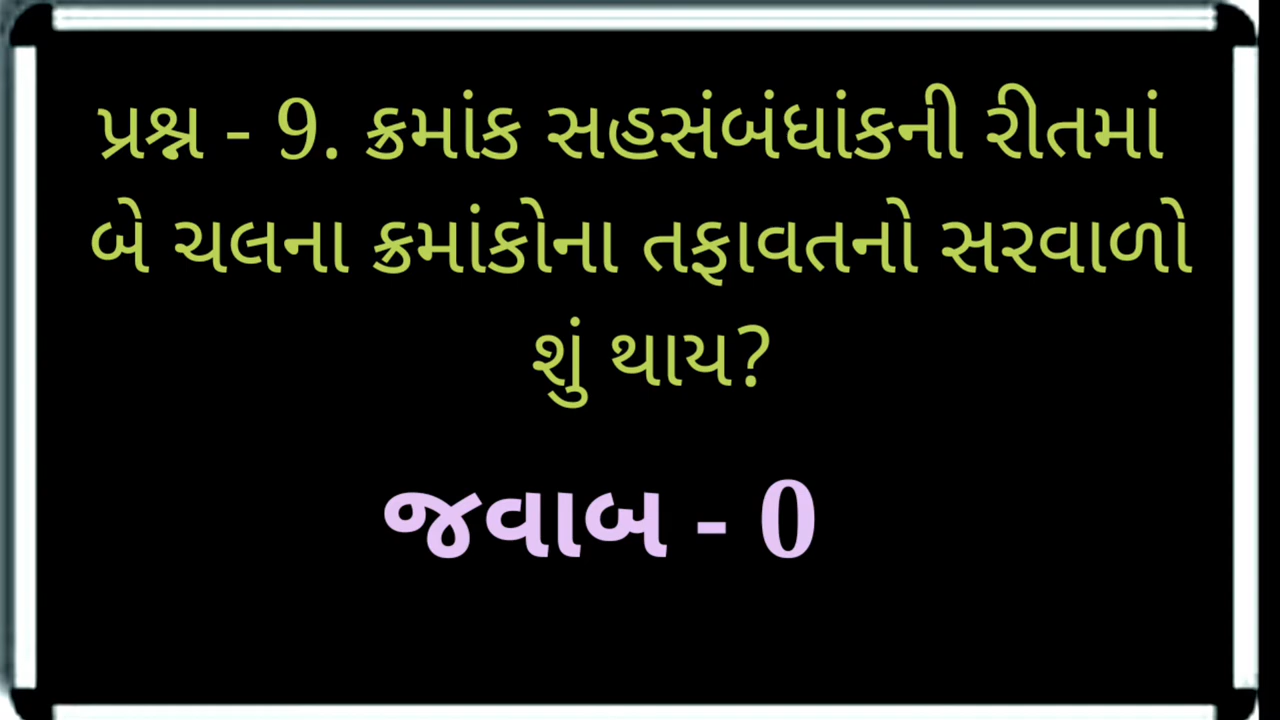 પ્રશ્ન - 9. ક્રમાંક સહસંબંધાંકની રીતમાં
બે ચલના ક્રમાંકોના તફાવતનો સરવાળો
શું થાય?
જવાબ - 0